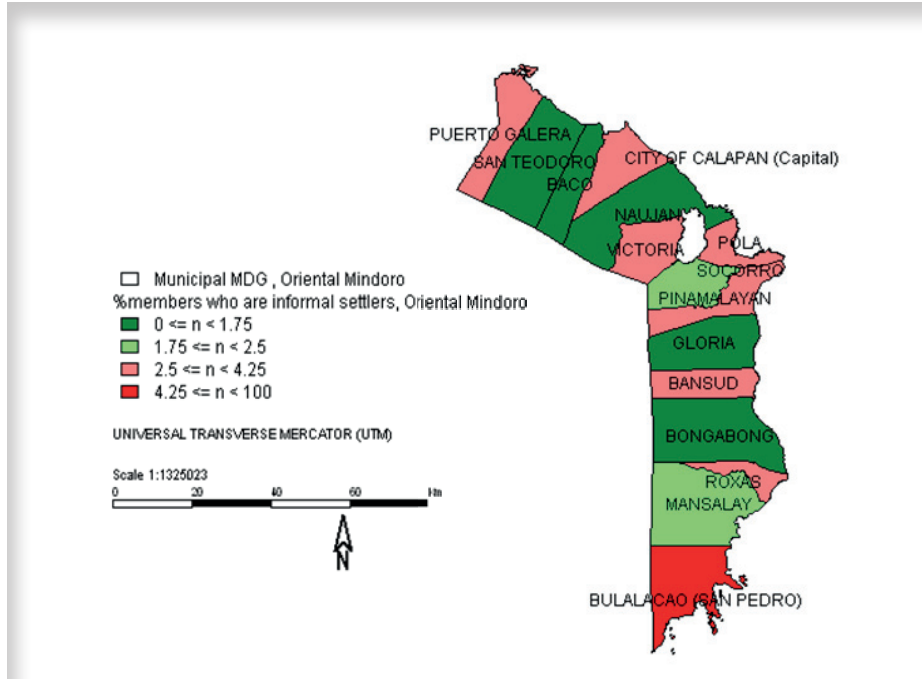 PUERTO GALERA
SAN TEODORO
BACO
CITY OF CALAPAN (Capital)
NAUJAN
VICTORIA
POLA
SOCORRO
PINAMALAYAN
GLORIA
BANSUD
BONGABONG
ROXAS
MANSALAY
BULALACAO (SAN PEDRO)
Municipal MDG , Oriental Mindoro
%members who are informal settlers, Oriental Mindoro
0 <= n < 1.75
1.75 <= n < 2.5
2.5 <= n < 4.25
4.25 <= n < 100
UNIVERSAL TRANSVERSE MERCATOR (UTM)
Scale 1:1325023
0 20 40 60 Km
N